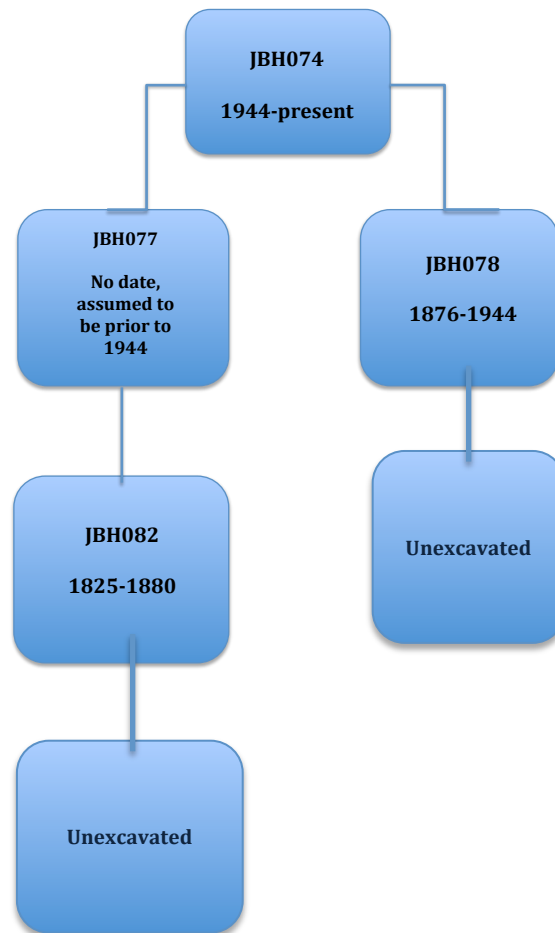 JBH074
1944-present
JBH077
No date,
assumed to
be prior to
1944
JBH078
1876-1944
JBH082
1825-1880
Unexcavated
Unexcavated